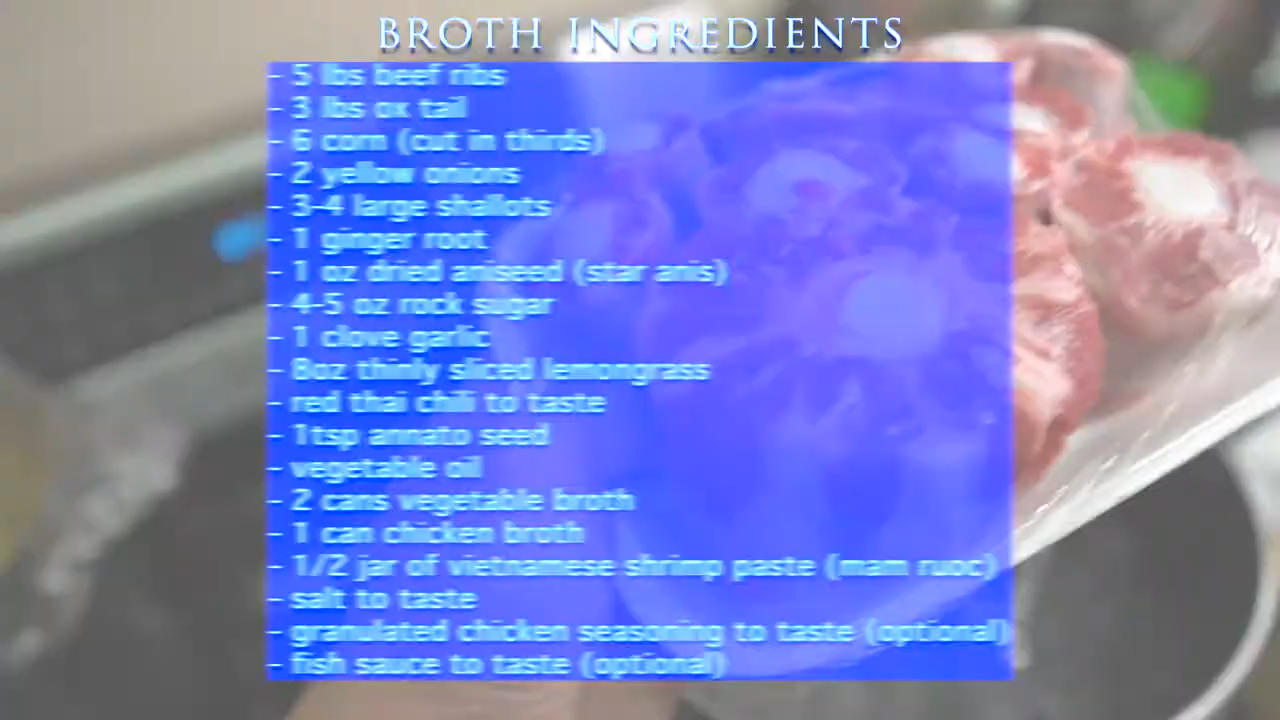 BROTH INGREDIENTS
- 5 lbs beef ribs
- 3 lbs ox tail
- 6 corn (cut in thirds)
- 2 yellow onions
- 3-4 large shallots
- 1 ginger root
- 1 oz dried aniseed (star anis)
- 4-5 oz rock sugar
- 1 clove garlic
- 8oz thinly sliced lemongrass
- red thai chili to taste
- 1tsp annato seed
- vegetable oil
- 2 cans vegetable broth
- 1 can chicken broth
- 1/2 jar of vietnamese shrimp paste (mam ruoc)
- salt to taste
- granulated chicken seasoning to taste (optional)
- fish sauce to taste (optional)